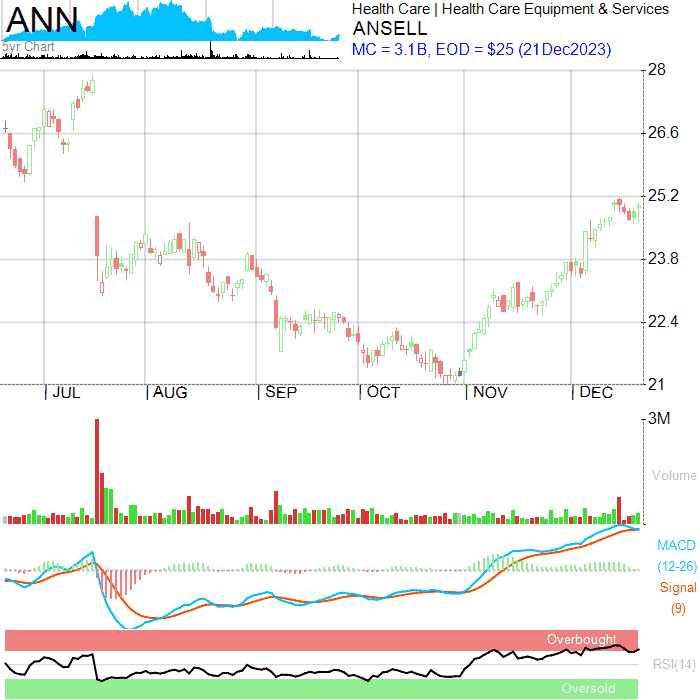 ANN
5yr Chart
Health Care | Health Care Equipment & Services
ANSELL
MC = 3.1B, EOD = $25 (21Dec2023)
28
26.6
25.2
23.8
22.4
21
JUL AUG SEP OCT NOV DEC
3M
Volume
MACD
(12-26)
Signal
(9)
Overbought
RSI(14)
Oversold